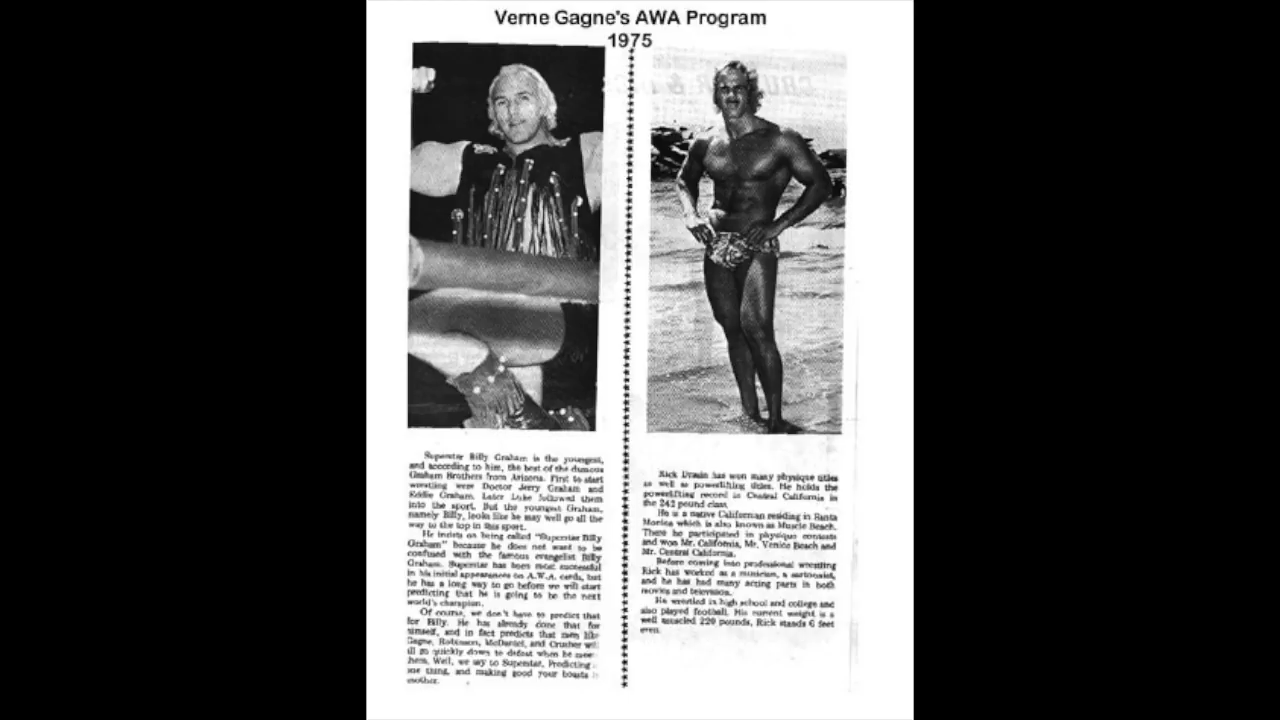 Verne Gagne's AWA Program
1975
Superstar Billy Graham is the youngest,
and according to him, the best of the famous
Graham Brothers from Arizona. First to start
wrestling were Doctor Jerry Graham and
Eddie Graham. Later Luke followed them
into the sport. But the youngest Graham,
namely Billy, looks like he may well go all the
way to the top in this sport.
He insists on being called "Superstar Billy
Graham" because he does not want to be
confused with the famous evangelist Billy
Graham. Superstar has been most successful
in his initial appearances on A.W.A. cards, but
he has a long way to go before we will start
predicting that he is going to be the next
world's champion.
Of course, we don't have to predict that
for Billy. He has already done that for
himself, and in fact predicts that men like
Gagne, Robinson, McDaniel, and Crusher will
all go quickly down to defeat when he
them. Well, we say to Superstar, Predicting
one thing, and making good your boasts
another.
Rick Drasin has won many physique titles
as well as powerlifting titles. He holds the
powerlifting record in Central California in
the 242 pound class.
He is a native Californian residing in Santa
Monica which is also known as Muscle Beach.
There he participated in physique contests
and won Mr. California, Mr. Venice Beach and
Mr. Central California.
Before coming into professional wrestling
Rick has worked as a musician, a cartoonist,
and he has had many acting parts in both
movies and television.
He wrestled in high school and college and
also played football. His current weight is a
well muscled 220 pounds, Rick stands 6 feet
even.